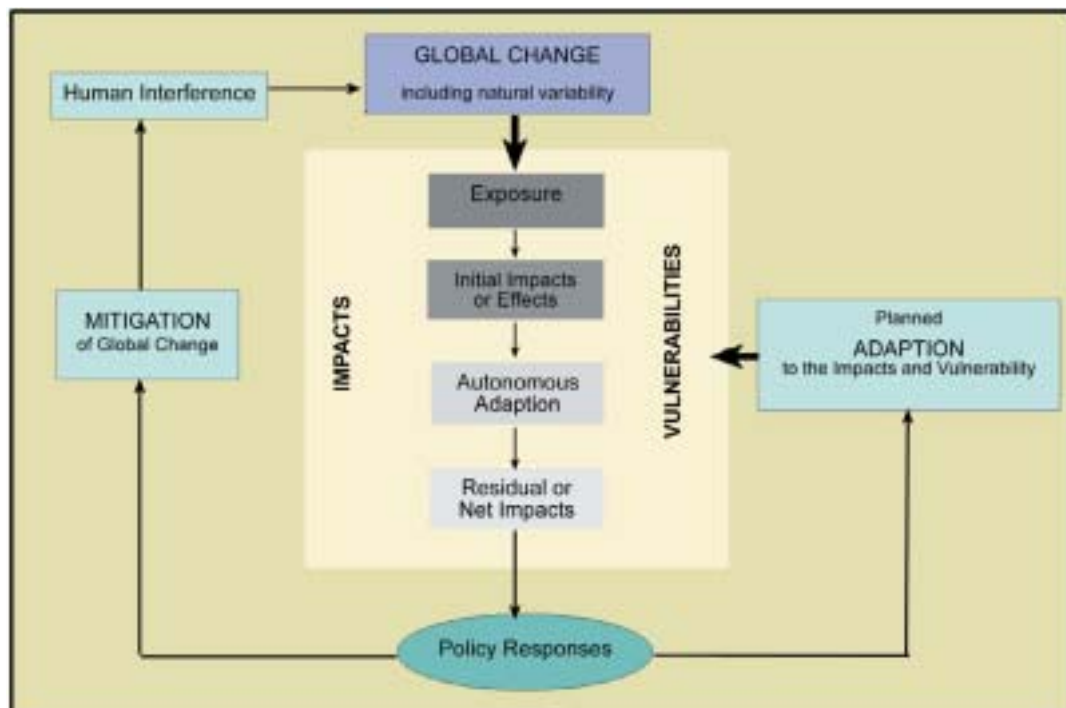 GLOBAL CHANGE
including natural variability
Human Interference
Exposure
Initial Impacts
or Effects
IMPACTS
VULNERABILITIES
MITIGATION
of Global Change
Planned
ADAPTION
to the Impacts and Vulnerability
Autonomous
Adaption
Residual or
Net Impacts
Policy Responses